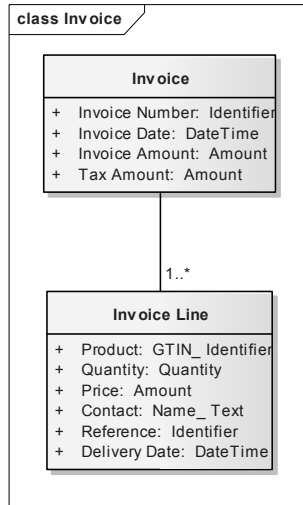 class Invoice
Invoice
+ Invoice Number: Identifier
+ Invoice Date: DateTime
+ Invoice Amount: Amount
+ Tax Amount: Amount
1..*
Invoice Line
+ Product: GTIN_ Identifier
+ Quantity: Quantity
+ Price: Amount
+ Contact: Name_ Text
+ Reference: Identifier
+ Delivery Date: DateTime